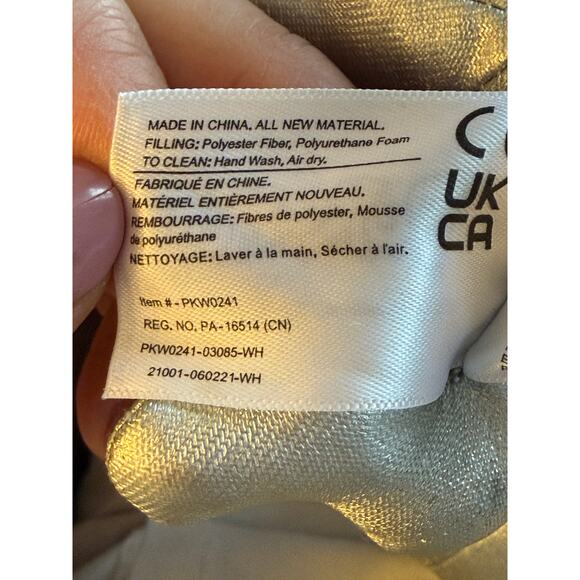 MADE IN CHINA. ALL NEW MATERIAL.
FILLING: Polyester Fiber, Polyurethane Foam
TO CLEAN: Hand Wash, Air dry.
FABRIQUÉ EN CHINE.
MATÉRIEL ENTIÈREMENT NOUVEAU.
REMBOURRAGE: Fibres de polyester, Mousse
de polyuréthane
NETTOYAGE: Laver à la main, Sécher à l'air.
Item # - PKW0241
REG. NO. PA-16514 (CN)
PKW0241-03085-WH
21001-060221-WH
UK
CA